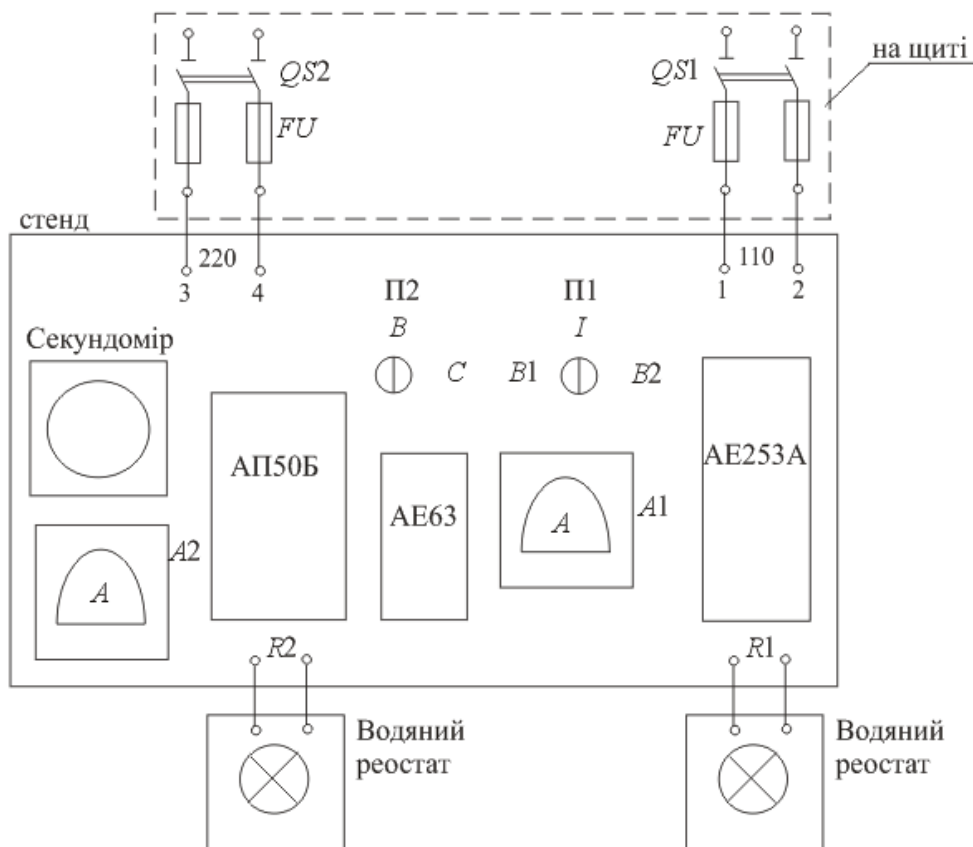 на щиті
QS2
QS1
FU
FU
стенд
220
110
3
4
1
2
П2
П1
B
I
Секундомір
C
B1
B2
АП50Б
АЕ63
АЕ253А
A
A1
A2
A
R2
R1
Водяний
реостат
Водяний
реостат